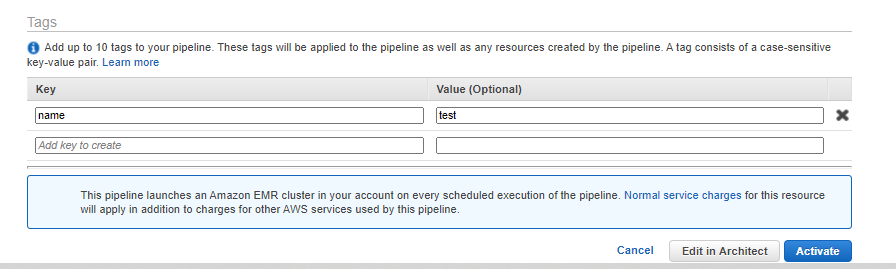 Tags
Add up to 10 tags to your pipeline. These tags will be applied to the pipeline as well as any resources created by the pipeline. A tag consists of a case-sensitive
key-value pair. Learn more
Key Value (Optional)
name test
Add key to create
This pipeline launches an Amazon EMR cluster in your account on every scheduled execution of the pipeline. Normal service charges for this resource
will apply in addition to charges for other AWS services used by this pipeline.
Cancel Edit in Architect Activate